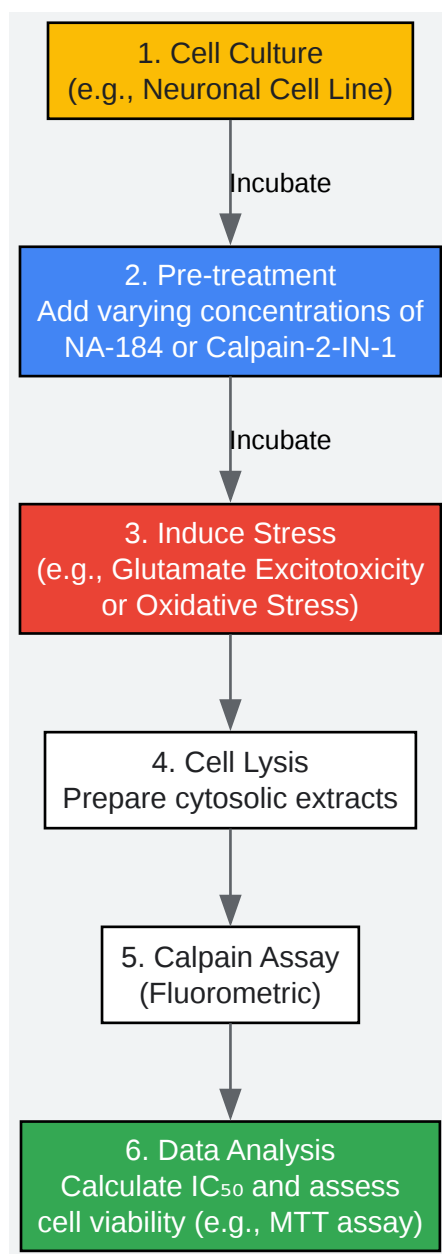 1. Cell Culture
(e.g., Neuronal Cell Line)
Incubate
2. Pre-treatment
Add varying concentrations of
NA-184 or Calpain-2-IN-1
Incubate
3. Induce Stress
(e.g., Glutamate Excitotoxicity
or Oxidative Stress)
4. Cell Lysis
Prepare cytosolic extracts
5. Calpain Assay
(Fluorometric)
6. Data Analysis
Calculate IC₅₀ and assess
cell viability (e.g., MTT assay)